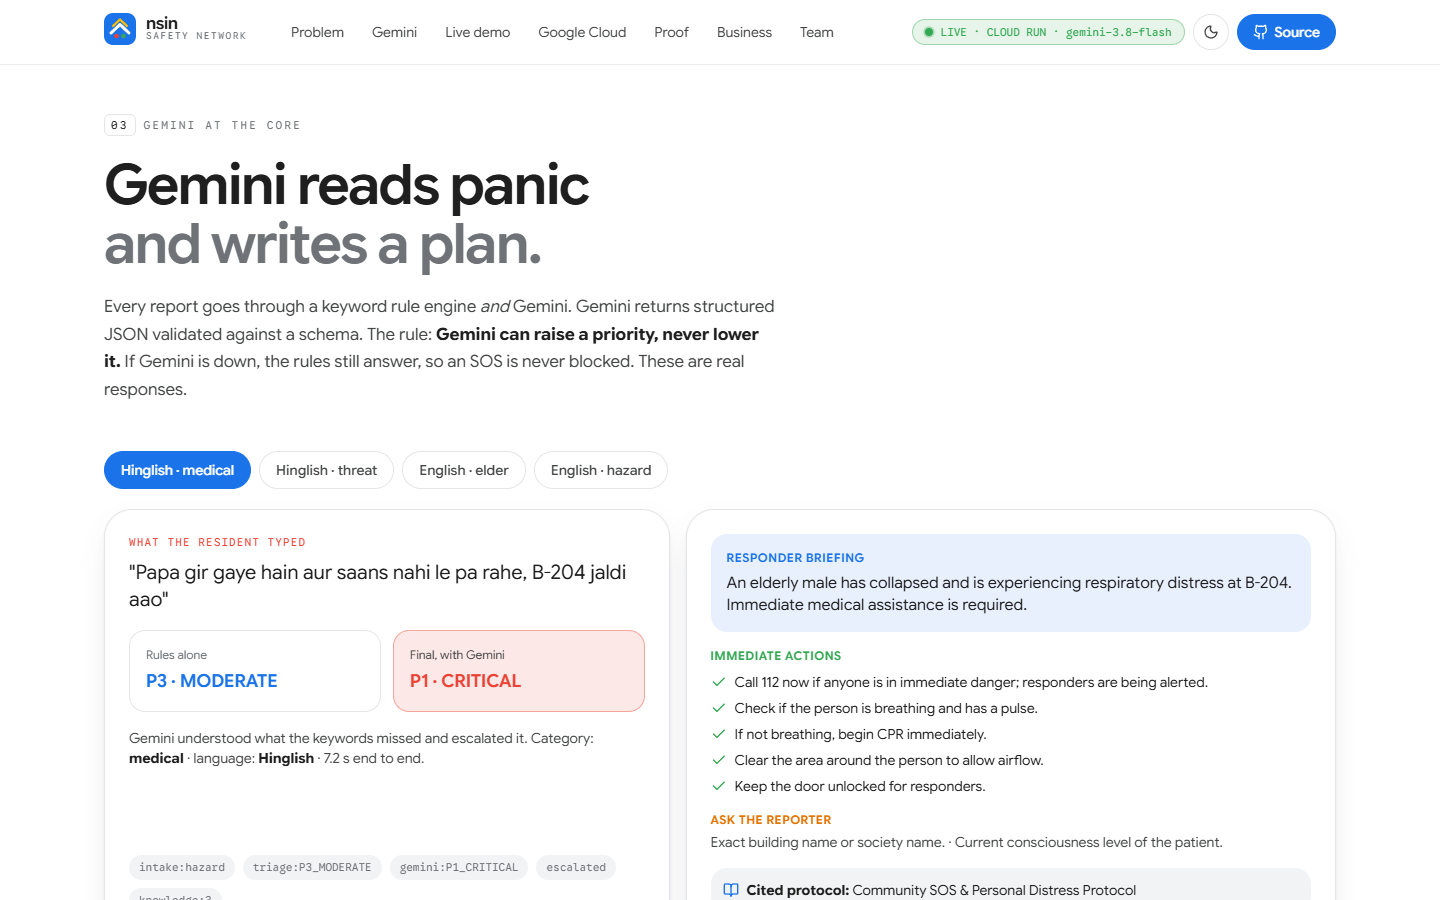 nsin
SAFETY NETWORK
Problem
Gemini
Live demo
Google Cloud
Proof
Business
Team
LIVE · CLOUD RUN · gemini-3.8-flash
Source
03 GEMINI AT THE CORE
Gemini reads panic
and writes a plan.
Every report goes through a keyword rule engine and Gemini. Gemini returns structured
JSON validated against a schema. The rule: Gemini can raise a priority, never lower
it. If Gemini is down, the rules still answer, so an SOS is never blocked. These are real
responses.
Hinglish · medical
Hinglish · threat
English · elder
English · hazard
WHAT THE RESIDENT TYPED
"Papa gir gaye hain aur saans nahi le pa rahe, B-204 jaldi
aao"
Rules alone
P3 · MODERATE
Final, with Gemini
P1 · CRITICAL
Gemini understood what the keywords missed and escalated it. Category:
medical · language: Hinglish · 7.2 s end to end.
intake:hazard
triage:P3_MODERATE
gemini:P1_CRITICAL
escalated
knowledge:3
RESPONDER BRIEFING
An elderly male has collapsed and is experiencing respiratory distress at B-204.
Immediate medical assistance is required.
IMMEDIATE ACTIONS
Call 112 now if anyone is in immediate danger; responders are being alerted.
Check if the person is breathing and has a pulse.
If not breathing, begin CPR immediately.
Clear the area around the person to allow airflow.
Keep the door unlocked for responders.
ASK THE REPORTER
Exact building name or society name. · Current consciousness level of the patient.
Cited protocol: Community SOS & Personal Distress Protocol